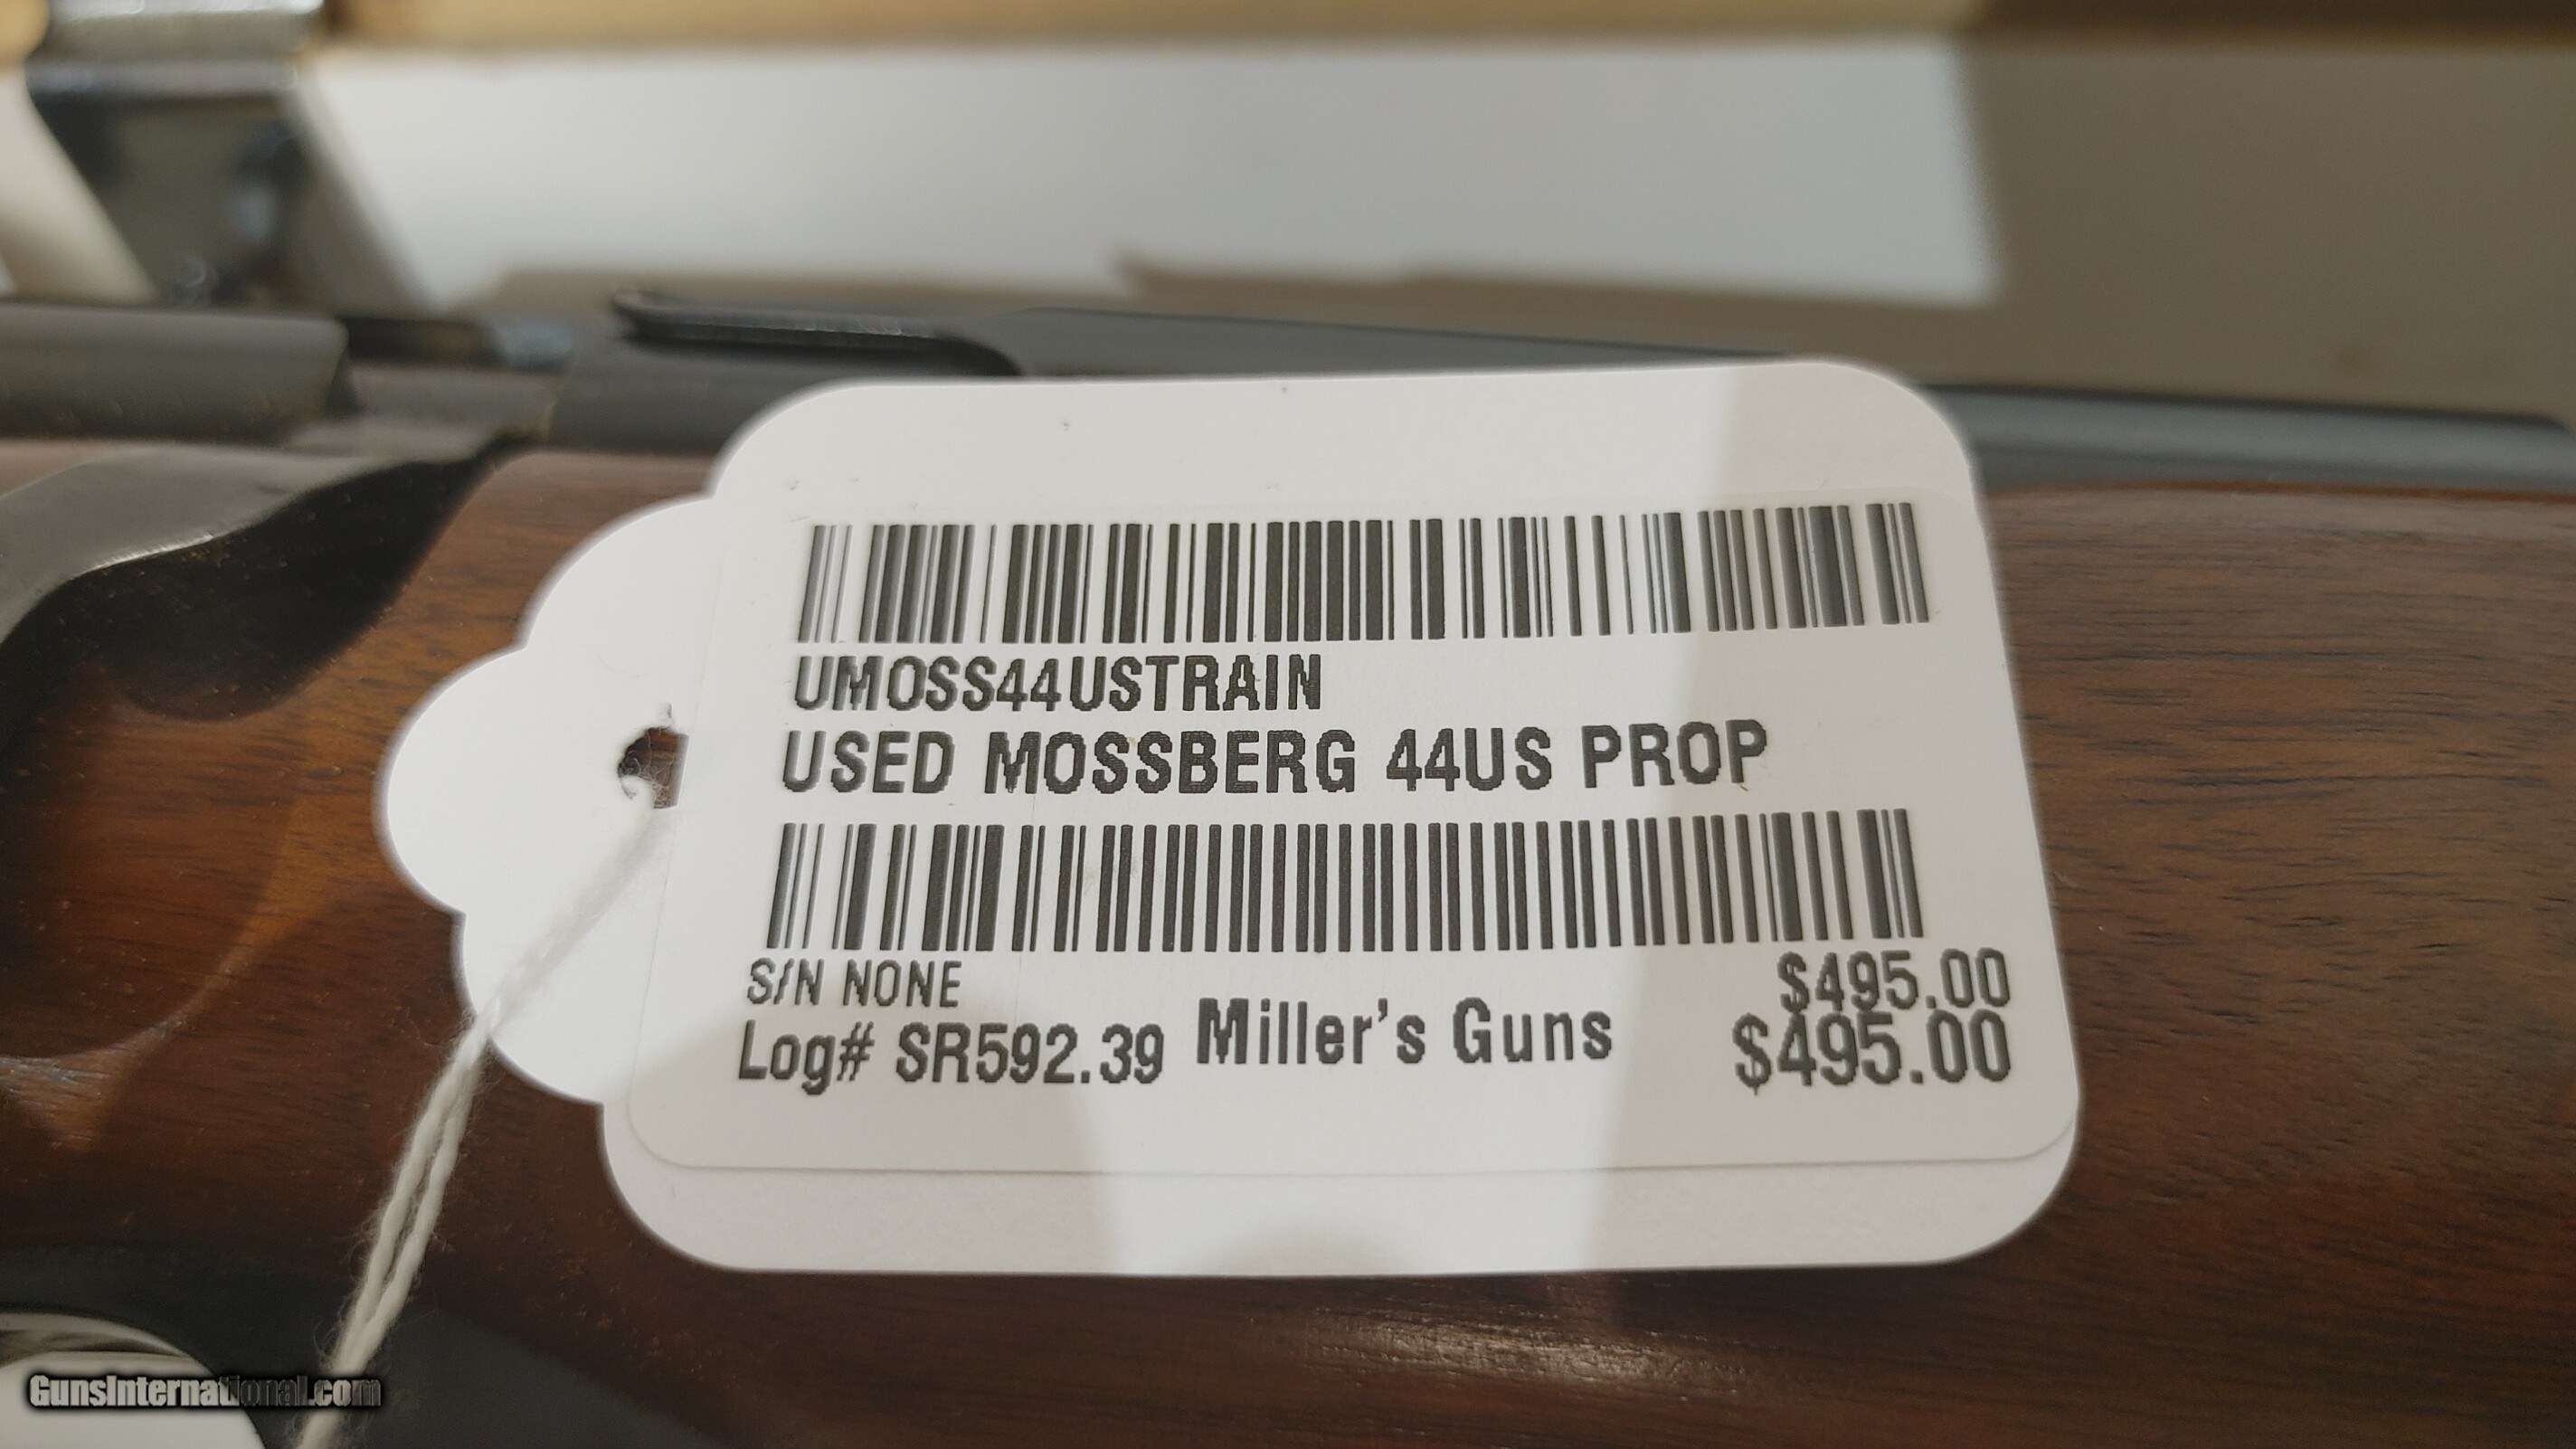 UMOSS44USTRAIN
USED MOSSBERG 44US PROP
S/N NONE
$495.00
Log# SR592.39
Miller's Guns
$495.00
GunsInternational.com